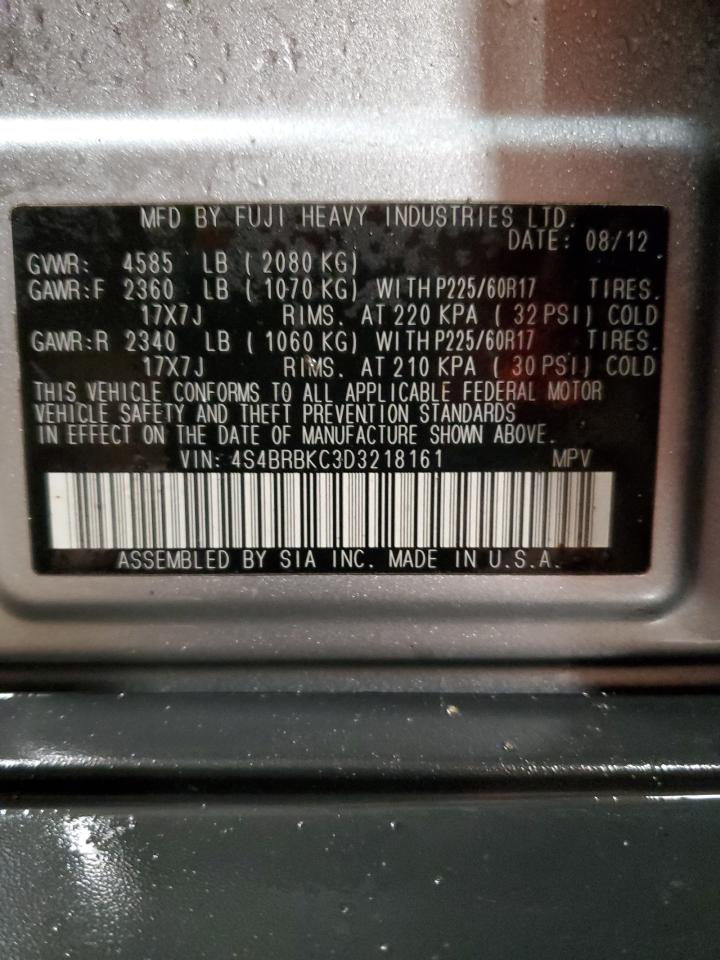 MFD BY FUJI HEAVY INDUSTRIES LTD.
DATE: 08/12
GVWR: 4585 LB ( 2080 KG)
GAWR:F 2360 LB ( 1070 KG) WITH P225/60R17 TIRES.
17X7J RIMS. AT 220 KPA ( 32 PSI) COLD
GAWR:R 2340 LB ( 1060 KG) WITH P225/60R17 TIRES.
17X7J RIMS. AT 210 KPA ( 30 PSI) COLD
THIS VEHICLE CONFORMS TO ALL APPLICABLE FEDERAL MOTOR
VEHICLE SAFETY AND THEFT PREVENTION STANDARDS
IN EFFECT ON THE DATE OF MANUFACTURE SHOWN ABOVE.
VIN: 4S4BRBKC3D3218161 MPV
ASSEMBLED BY SIA INC. MADE IN U.S.A.